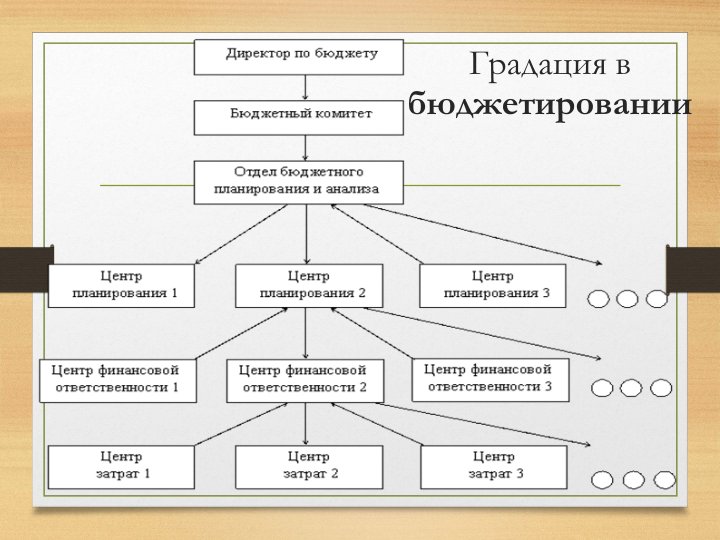 Директор по бюджету
Градация в
бюджетировании
Бюджетный комитет
Отдел бюджетного
планирования и анализа
Центр
планирования 1
Центр
планирования 2
Центр
планирования 3
Центр финансовой
ответственности 1
Центр финансовой
ответственности 2
Центр финансовой
ответственности 3
Центр
затрат 1
Центр
затрат 2
Центр
затрат 3